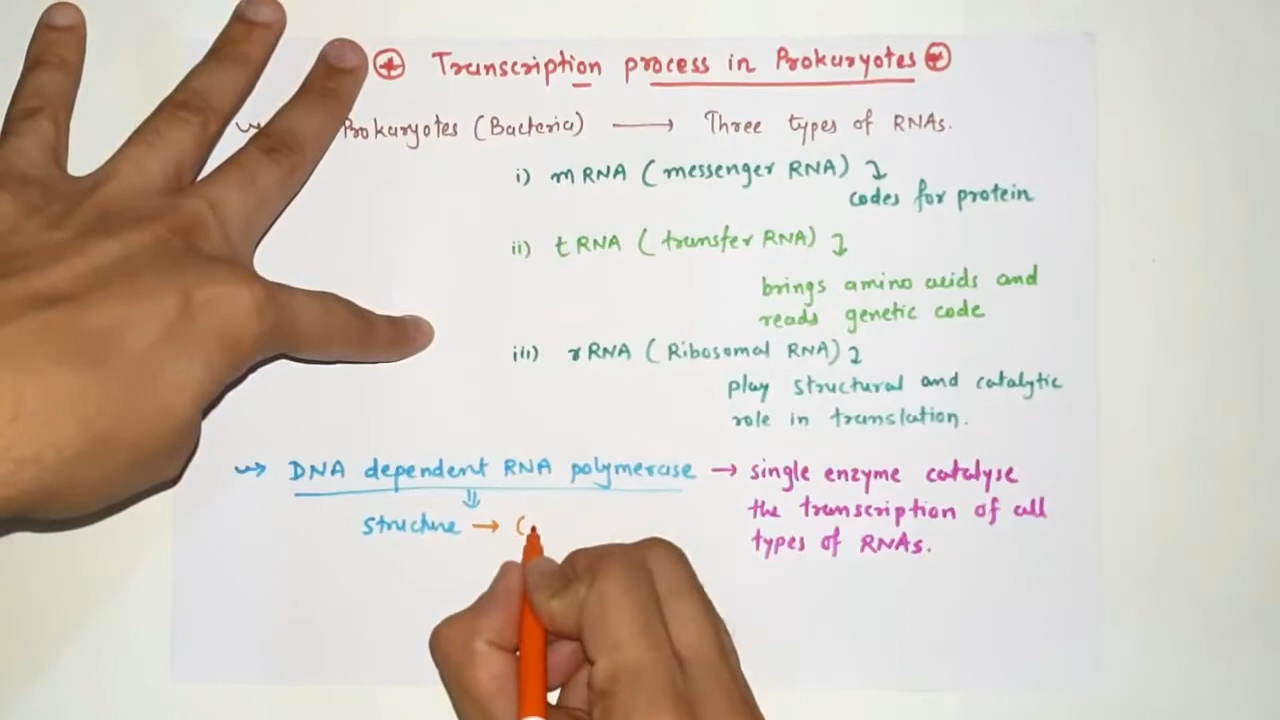 Transcription process in Prokaryotes
Prokaryotes (Bacteria) → Three types of RNAs.
i) mRNA (messenger RNA)
codes for protein
ii) tRNA (transfer RNA)
brings amino acids and
reads genetic code
iii) rRNA (Ribosomal RNA)
play structural and catalytic
role in translation.
DNA dependent RNA polymerase → single enzyme catalyse
the transcription of all
types of RNAs.
Structure → (